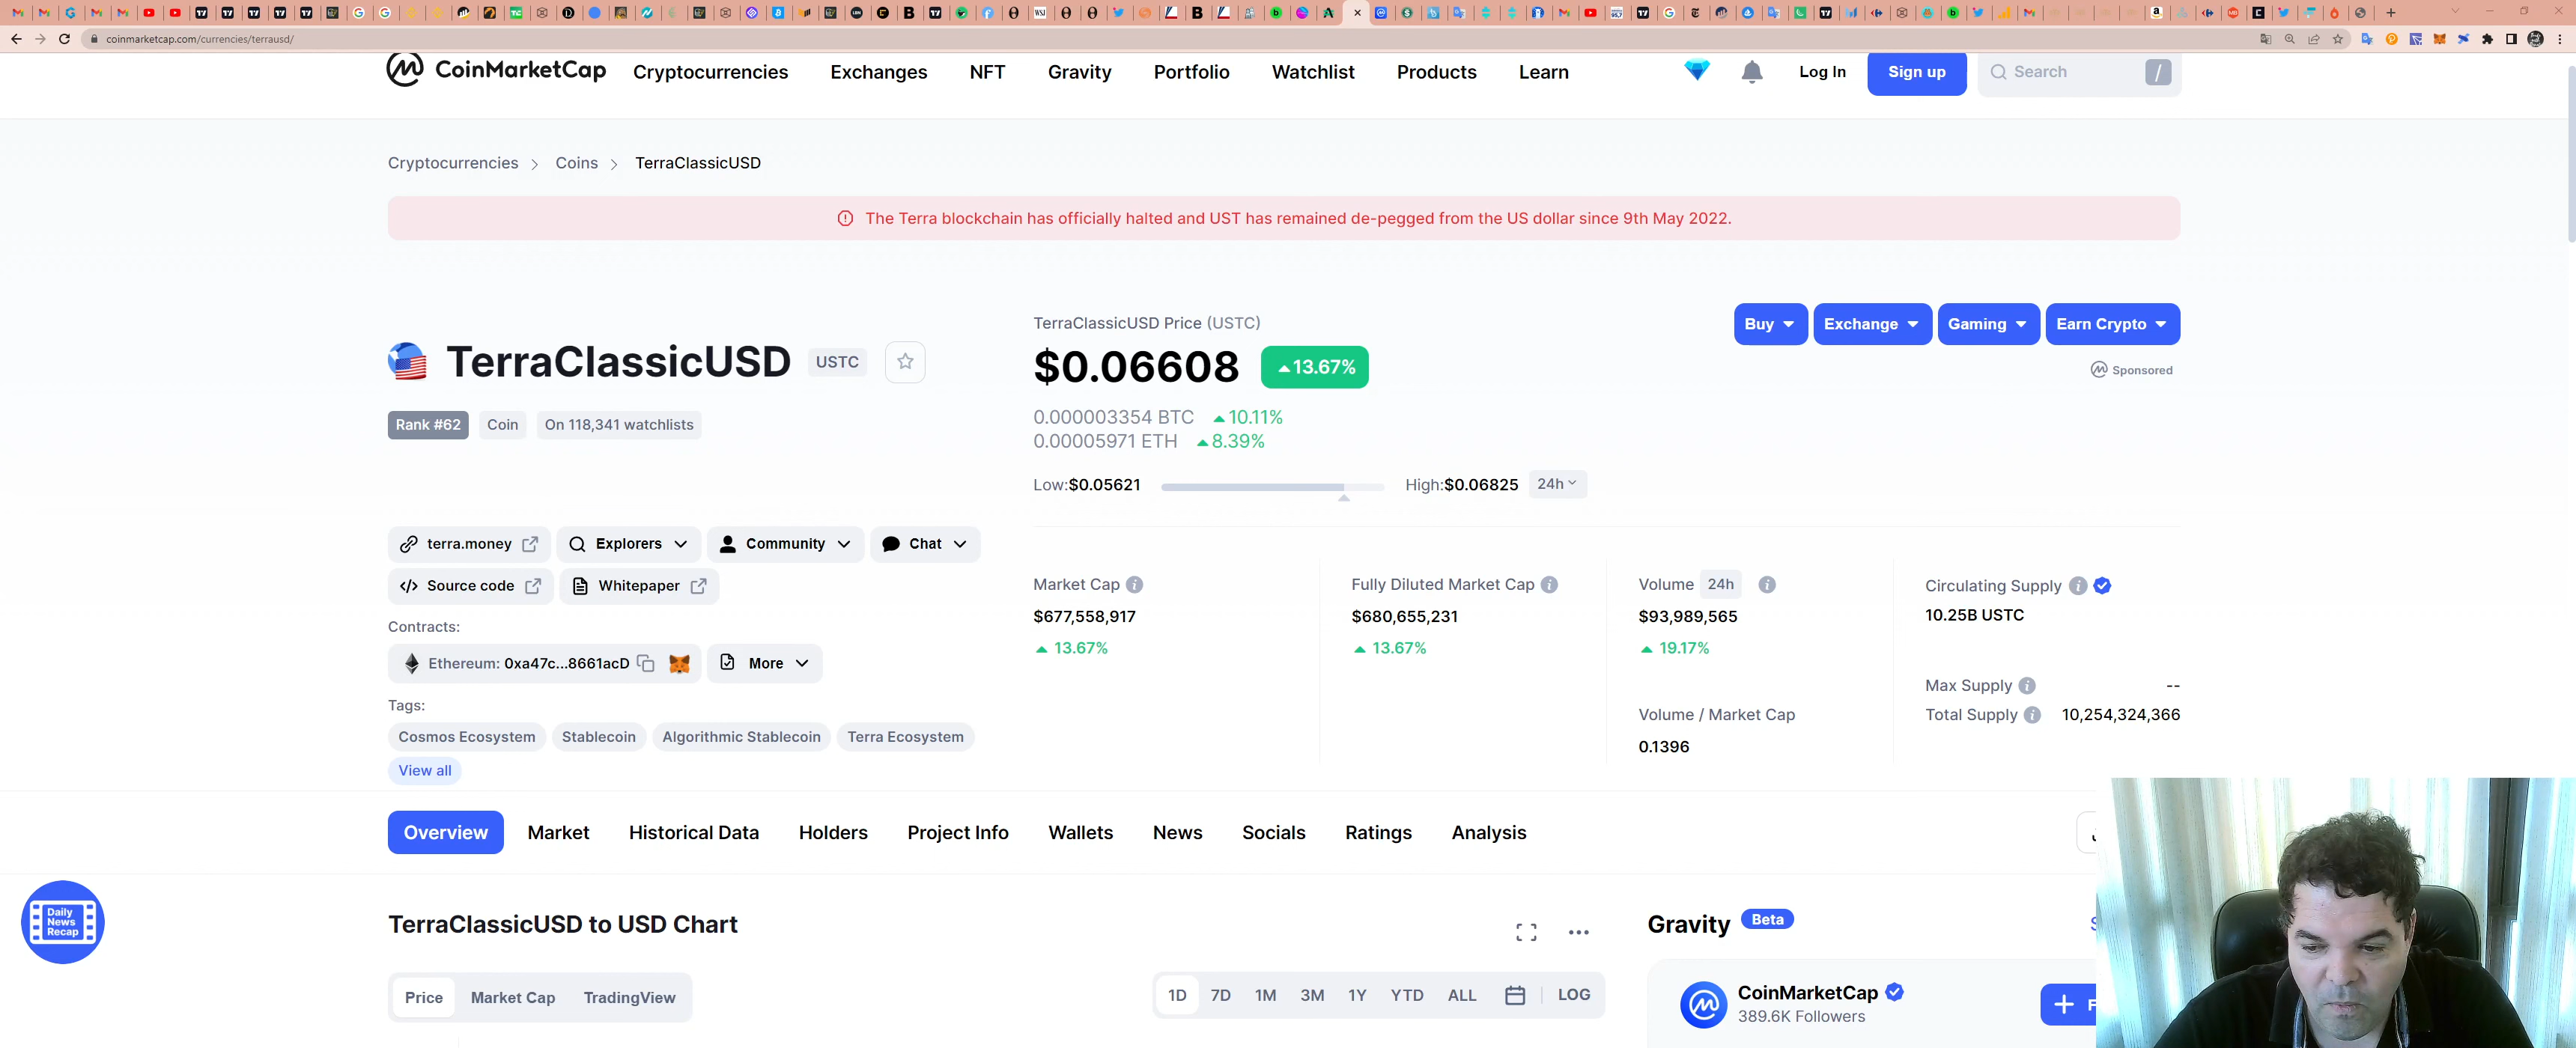 coinmarketcap.com/currencies/terrausd/
CoinMarketCap Cryptocurrencies Exchanges NFT Gravity Portfolio Watchlist Products Learn Log In Sign up Search /
Cryptocurrencies > Coins > TerraClassicUSD
The Terra blockchain has officially halted and UST has remained de-pegged from the US dollar since 9th May 2022.
TerraClassicUSD USTC
Rank #62 Coin On 118,341 watchlists
TerraClassicUSD Price (USTC)
$0.06608 13.67%
0.000003354 BTC 10.11%
0.00005971 ETH 8.39%
Low:$0.05621 High:$0.06825 24h
Buy Exchange Gaming Earn Crypto
Sponsored
terra.money Explorers Community Chat
Source code Whitepaper
Contracts:
Ethereum: 0xa47c...8661acD More
Tags:
Cosmos Ecosystem Stablecoin Algorithmic Stablecoin Terra Ecosystem
View all
Market Cap
$677,558,917
13.67%
Fully Diluted Market Cap
$680,655,231
13.67%
Volume 24h
$93,989,565
19.17%
Volume / Market Cap
0.1396
Circulating Supply
10.25B USTC
Max Supply --
Total Supply 10,254,324,366
Overview Market Historical Data Holders Project Info Wallets News Socials Ratings Analysis
Daily
News
Recap
TerraClassicUSD to USD Chart
Price Market Cap TradingView
1D 7D 1M 3M 1Y YTD ALL LOG
Gravity Beta
CoinMarketCap
389.6K Followers